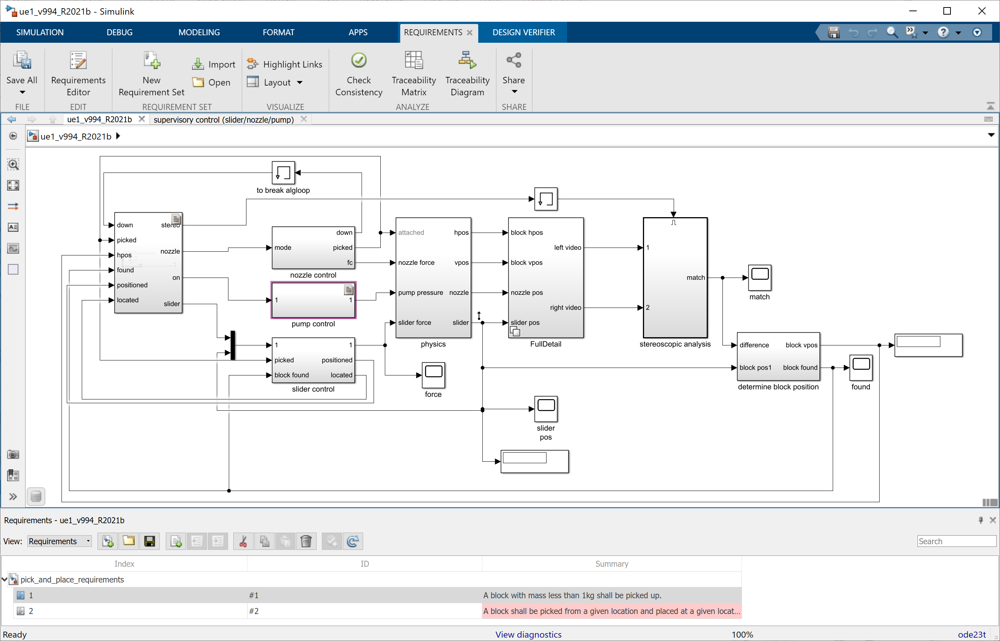 ue1_v994_R2021b - Simulink
SIMULATION DEBUG MODELING FORMAT APPS REQUIREMENTS DESIGN VERIFIER
Save All
Requirements Editor
New Requirement Set
Import
Open
Highlight Links
Layout
Check Consistency
Traceability Matrix
Traceability Diagram
Share
FILE EDIT REQUIREMENT SET VISUALIZE ANALYZE SHARE
ue1_v994_R2021b supervisory control (slider/nozzle/pump)
ue1_v994_R2021b
to break algloop
down
picked
hpos
found
positioned
located
stereo
nozzle
on
slider
mode
down
picked
fc
nozzle control
1
1
pump control
1
picked
block found
1
positioned
located
slider control
attached
nozzle force
pump pressure
slider force
hpos
vpos
nozzle
slider
physics
force
block hpos
block vpos
nozzle pos
slider pos
left video
right video
FullDetail
1
2
match
stereoscopic analysis
match
difference
block pos1
block vpos
block found
determine block position
found
slider
pos
Requirements - ue1_v994_R2021b
View: Requirements
Search
Index ID Summary
pick_and_place_requirements
1 #1 A block with mass less than 1kg shall be picked up.
2 #2 A block shall be picked from a given location and placed at a given locat...
Ready View diagnostics 100% ode23t